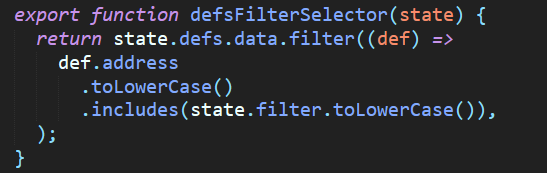 export function defsFilterSelector(state) {
  return state.defs.data.filter((def) =>
    def.address
      .toLowerCase()
      .includes(state.filter.toLowerCase()),
  );
}